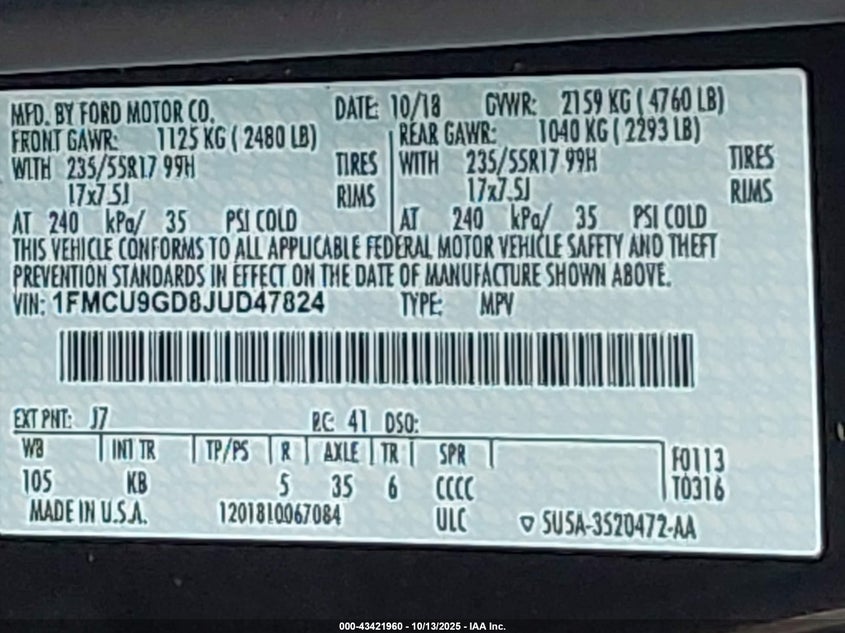 MFD. BY FORD MOTOR CO. DATE: 10/18 GVWR: 2159 KG ( 4760 LB)
FRONT GAWR: 1125 KG ( 2480 LB) REAR GAWR: 1040 KG ( 2293 LB)
WITH 235/55R17 99H TIRES WITH 235/55R17 99H TIRES
17x7.5J RIMS 17x7.5J RIMS
AT 240 kPa/ 35 PSI COLD AT 240 kPa/ 35 PSI COLD
THIS VEHICLE CONFORMS TO ALL APPLICABLE FEDERAL MOTOR VEHICLE SAFETY AND THEFT
PREVENTION STANDARDS IN EFFECT ON THE DATE OF MANUFACTURE SHOWN ABOVE.
VIN: 1FMCU9GD8JUD47824 TYPE: MPV
EXT PNT: J7 RC: 41 DSO:
WB INT TR TP/PS R AXLE TR SPR F0113
105 KB 5 35 6 CCCC T0316
MADE IN U.S.A. 1201810067084 ULC 5U5A-3520472-AA
000-43421960 - 10/13/2025 - IAA Inc.